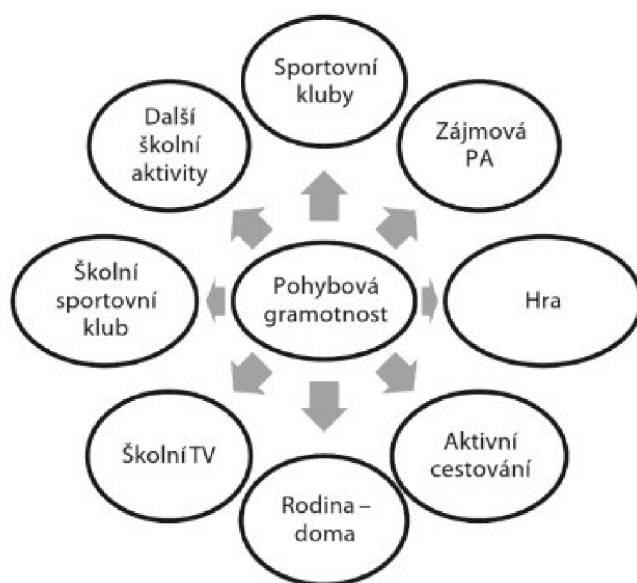 Sportovní
kluby
Další
školní
aktivity
Zájmová
PA
Školní
sportovní
klub
Pohybová
gramotnost
Hra
Školní TV
Aktivní
cestování
Rodina –
doma